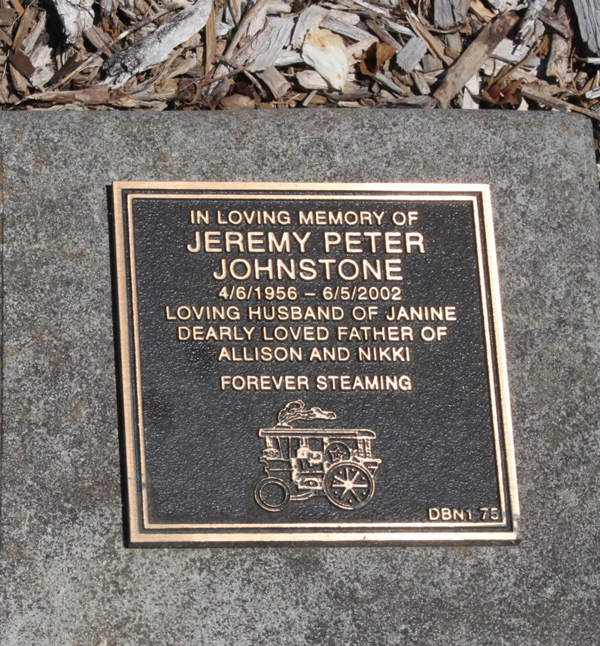 IN LOVING MEMORY OF
JEREMY PETER
JOHNSTONE
4/6/1956 – 6/5/2002
LOVING HUSBAND OF JANINE
DEARLY LOVED FATHER OF
ALLISON AND NIKKI
FOREVER STEAMING
DBN1 75